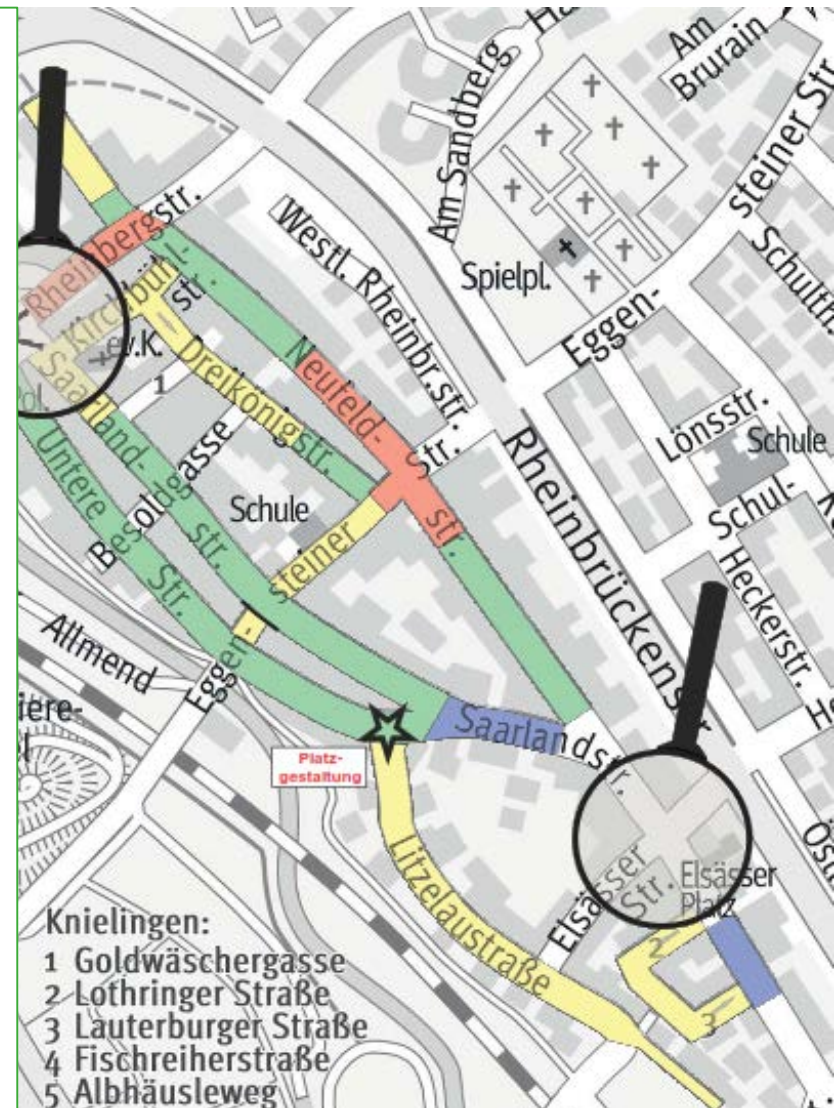 Am
Brurain
Am Sandberg
steiner Str.
Schulth
Spielpl.
Westl. Rheinbr.str.
Eggen-
Rheinbergstr.
Kirchbühl-
str.
ev.K.
1
Dreikönigstr.
Neufeld-
str.
Str.
Lönsstr.
Schule
Schul-
Saarland-
str.
Untere
Str.
Besoldgasse
Schule
steiner
Eggen-
Rheinbrückenstr.
Heckerstr.
Allmend
Saarlandstr.
Platz-
gestaltung
Litzelaustraße
Elsässer
Str.
Elsässer
Platz
2
3
Knielingen:
1 Goldwäschergasse
2 Lothringer Straße
3 Lauterburger Straße
4 Fischreiherstraße
5 Albhäusleweg